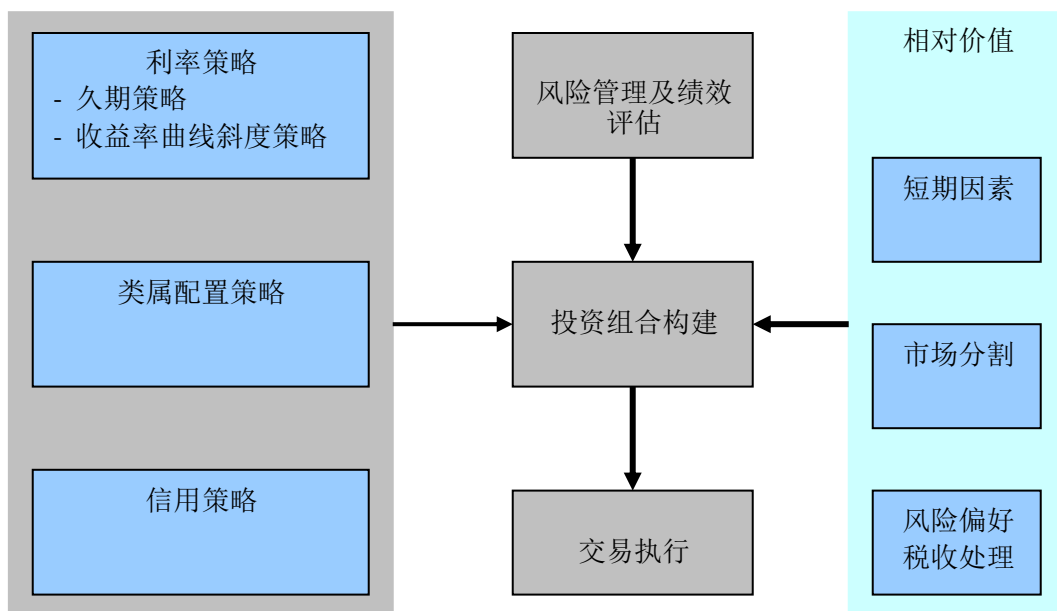 利率策略
- 久期策略
- 收益率曲线斜度策略
类属配置策略
信用策略
风险管理及绩效
评估
投资组合构建
交易执行
相对价值
短期因素
市场分割
风险偏好
税收处理